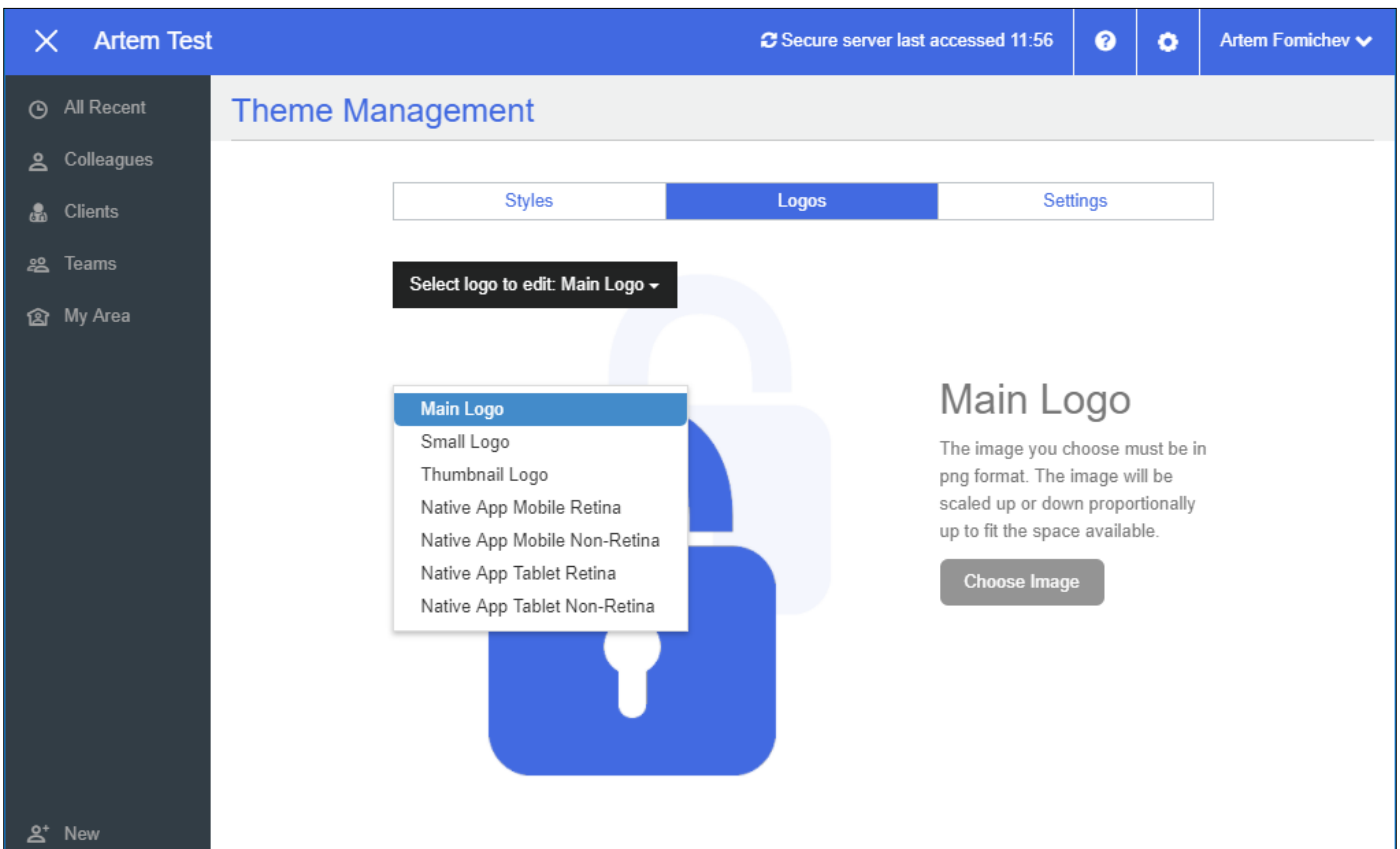 Artem Test
Secure server last accessed 11:56
Artem Fomichev
All Recent
Colleagues
Clients
Teams
My Area
New
Theme Management
Styles
Logos
Settings
Select logo to edit: Main Logo
Main Logo
Small Logo
Thumbnail Logo
Native App Mobile Retina
Native App Mobile Non-Retina
Native App Tablet Retina
Native App Tablet Non-Retina
Main Logo
The image you choose must be in
png format. The image will be
scaled up or down proportionally
up to fit the space available.
Choose Image